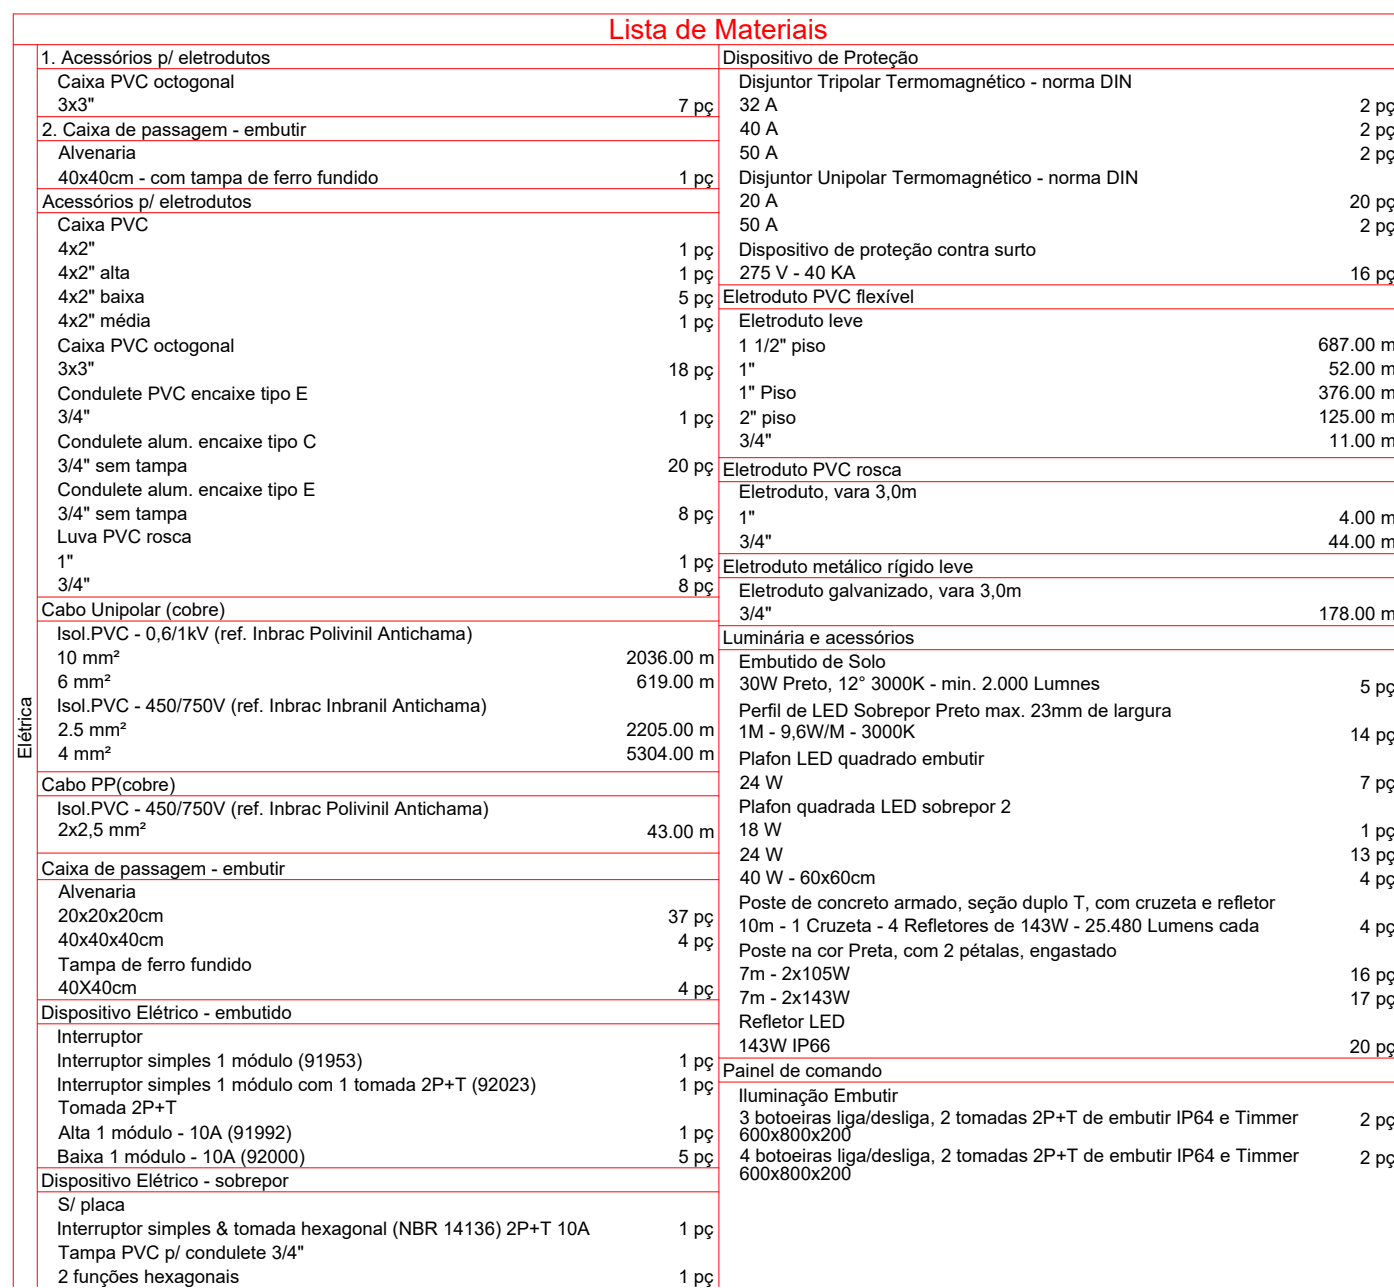 Lista de Materiais
Elétrica
1. Acessórios p/ eletrodutos
Caixa PVC octogonal
3x3" 7 pç
2. Caixa de passagem - embutir
Alvenaria
40x40cm - com tampa de ferro fundido 1 pç
Acessórios p/ eletrodutos
Caixa PVC
4x2" 1 pç
4x2" alta 1 pç
4x2" baixa 5 pç
4x2" média 1 pç
Caixa PVC octogonal
3x3" 18 pç
Condulete PVC encaixe tipo E
3/4" 1 pç
Condulete alum. encaixe tipo C
3/4" sem tampa 20 pç
Condulete alum. encaixe tipo E
3/4" sem tampa 8 pç
Luva PVC rosca
1" 1 pç
3/4" 8 pç
Cabo Unipolar (cobre)
Isol.PVC - 0,6/1kV (ref. Inbrac Polivinil Antichama)
10 mm² 2036.00 m
6 mm² 619.00 m
Isol.PVC - 450/750V (ref. Inbrac Inbranil Antichama)
2.5 mm² 2205.00 m
4 mm² 5304.00 m
Cabo PP(cobre)
Isol.PVC - 450/750V (ref. Inbrac Polivinil Antichama)
2x2,5 mm² 43.00 m
Caixa de passagem - embutir
Alvenaria
20x20x20cm 37 pç
40x40x40cm 4 pç
Tampa de ferro fundido
40X40cm 4 pç
Dispositivo Elétrico - embutido
Interruptor
Interruptor simples 1 módulo (91953) 1 pç
Interruptor simples 1 módulo com 1 tomada 2P+T (92023) 1 pç
Tomada 2P+T
Alta 1 módulo - 10A (91992) 1 pç
Baixa 1 módulo - 10A (92000) 5 pç
Dispositivo Elétrico - sobrepor
S/ placa
Interruptor simples & tomada hexagonal (NBR 14136) 2P+T 10A 1 pç
Tampa PVC p/ condulete 3/4"
2 funções hexagonais 1 pç
Dispositivo de Proteção
Disjuntor Tripolar Termomagnético - norma DIN
32 A 2 pç
40 A 2 pç
50 A 2 pç
Disjuntor Unipolar Termomagnético - norma DIN
20 A 20 pç
50 A 2 pç
Dispositivo de proteção contra surto
275 V - 40 KA 16 pç
Eletroduto PVC flexível
Eletroduto leve
1 1/2" piso 687.00 m
1" 52.00 m
1" Piso 376.00 m
2" piso 125.00 m
3/4" 11.00 m
Eletroduto PVC rosca
Eletroduto, vara 3,0m
1" 4.00 m
3/4" 44.00 m
Eletroduto metálico rígido leve
Eletroduto galvanizado, vara 3,0m
3/4" 178.00 m
Luminária e acessórios
Embutido de Solo
30W Preto, 12° 3000K - min. 2.000 Lumnes 5 pç
Perfil de LED Sobrepor Preto max. 23mm de largura
1M - 9,6W/M - 3000K 14 pç
Plafon LED quadrado embutir
24 W 7 pç
Plafon quadrada LED sobrepor 2
18 W 1 pç
24 W 13 pç
40 W - 60x60cm 4 pç
Poste de concreto armado, seção duplo T, com cruzeta e refletor
10m - 1 Cruzeta - 4 Refletores de 143W - 25.480 Lumens cada 4 pç
Poste na cor Preta, com 2 pétalas, engastado
7m - 2x105W 16 pç
7m - 2x143W 17 pç
Refletor LED
143W IP66 20 pç
Painel de comando
Iluminação Embutir
3 botoeiras liga/desliga, 2 tomadas 2P+T de embutir IP64 e Timmer 2 pç
600x800x200
4 botoeiras liga/desliga, 2 tomadas 2P+T de embutir IP64 e Timmer 2 pç
600x800x200